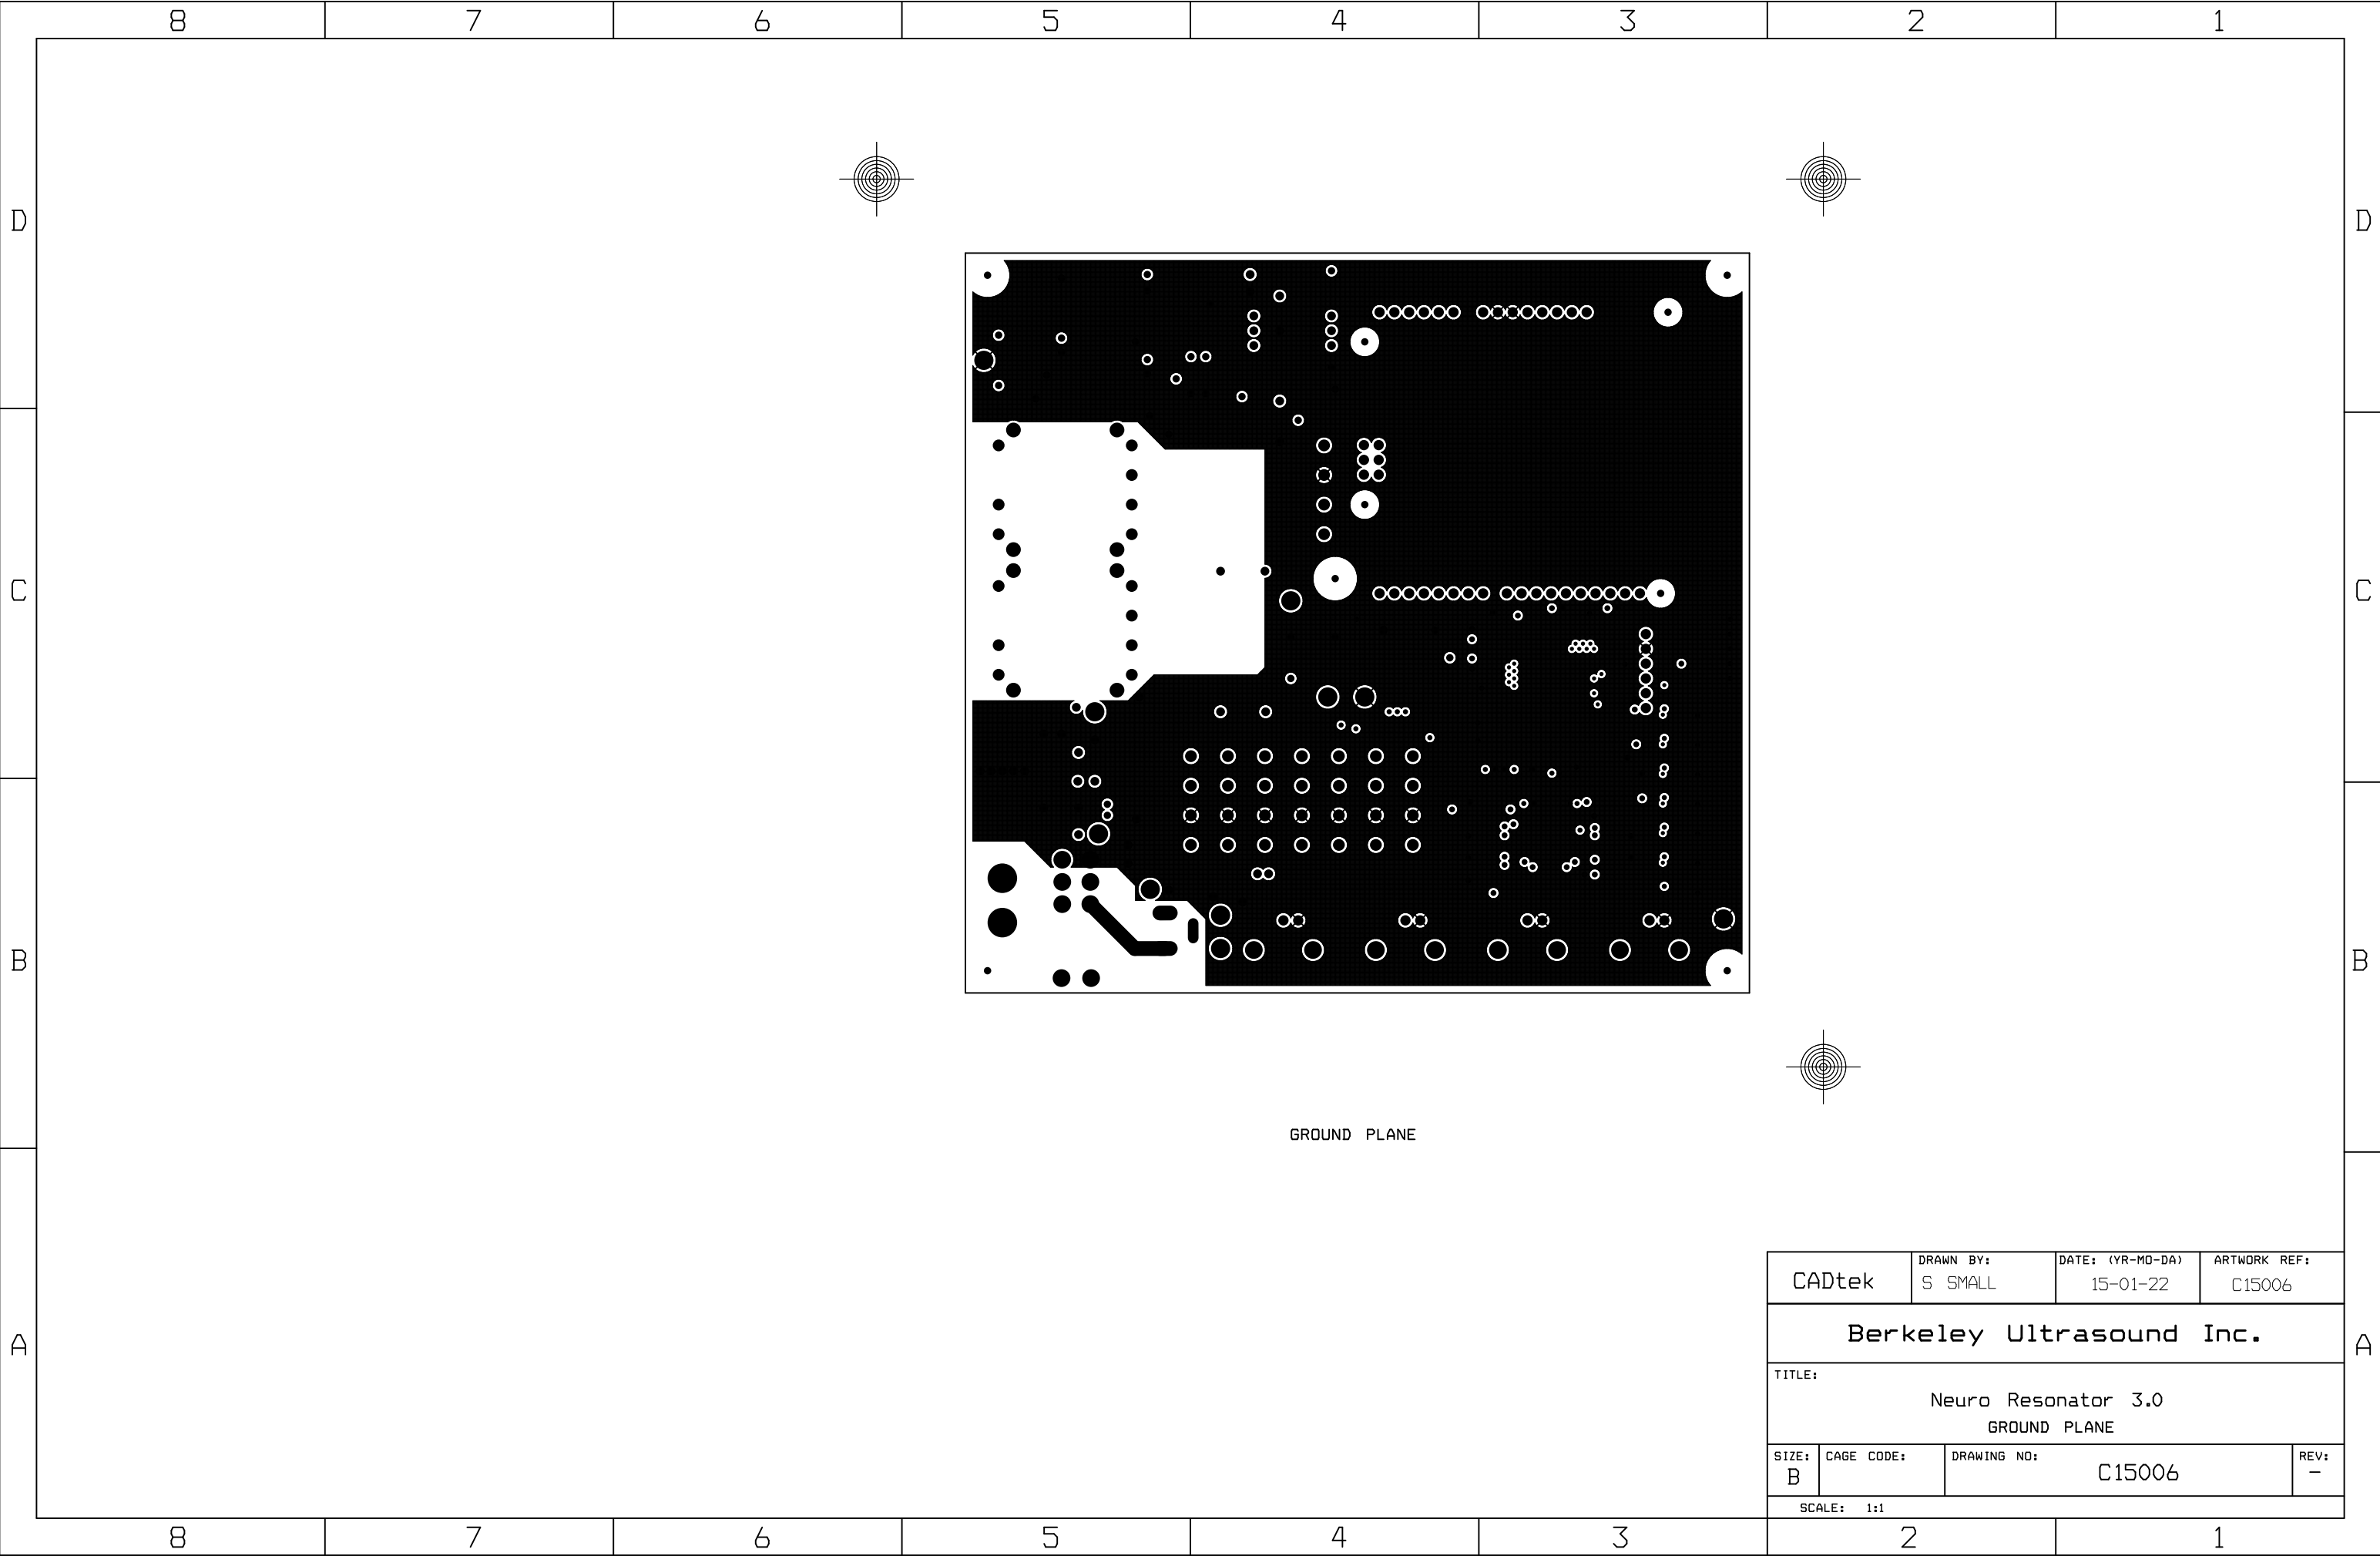 8 7 6 5 4 3 2 1
D D
C C
B B
A A
GROUND PLANE
CADtek
DRAWN BY:
S SMALL
DATE: (YR-MO-DA)
15-01-22
ARTWORK REF:
C15006
Berkeley Ultrasound Inc.
TITLE:
Neuro Resonator 3.0
GROUND PLANE
SIZE:
B
CAGE CODE:
DRAWING NO:
C15006
REV:
-
SCALE: 1:1
8 7 6 5 4 3 2 1